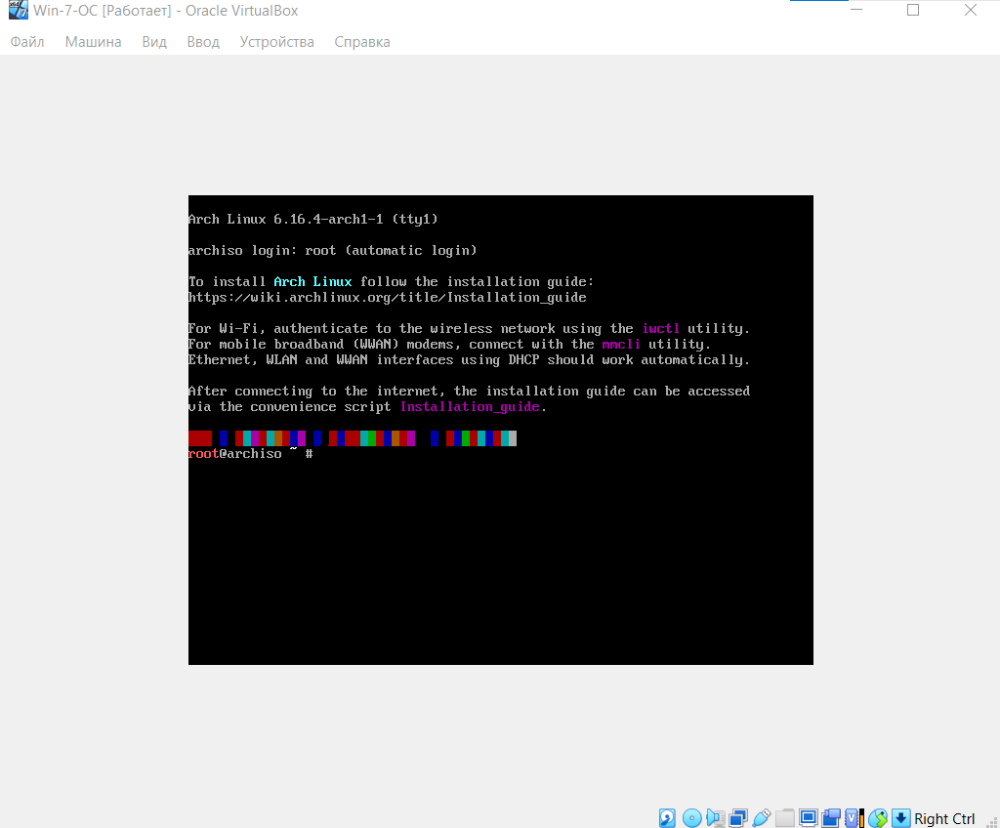 Win-7-ОС [Работает] - Oracle VirtualBox
Файл Машина Вид Ввод Устройства Справка
Arch Linux 6.16.4-arch1-1 (tty1)
archiso login: root (automatic login)
To install Arch Linux follow the installation guide:
https://wiki.archlinux.org/title/Installation_guide
For Wi-Fi, authenticate to the wireless network using the iwctl utility.
For mobile broadband (WWAN) modems, connect with the mmcli utility.
Ethernet, WLAN and WWAN interfaces using DHCP should work automatically.
After connecting to the internet, the installation guide can be accessed
via the convenience script Installation_guide.
root@archiso ~ #
Right Ctrl